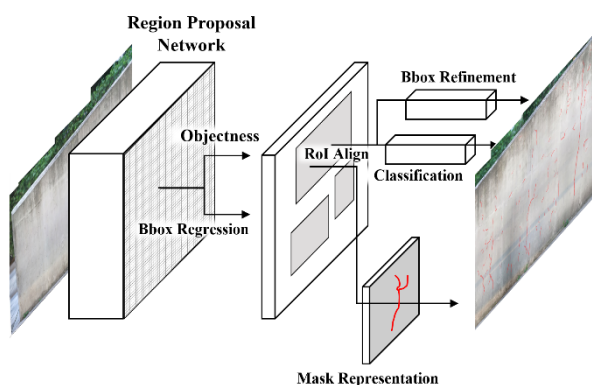 Region Proposal
Network
Objectness
Bbox Regression
RoI Align
Bbox Refinement
Classification
Mask Representation